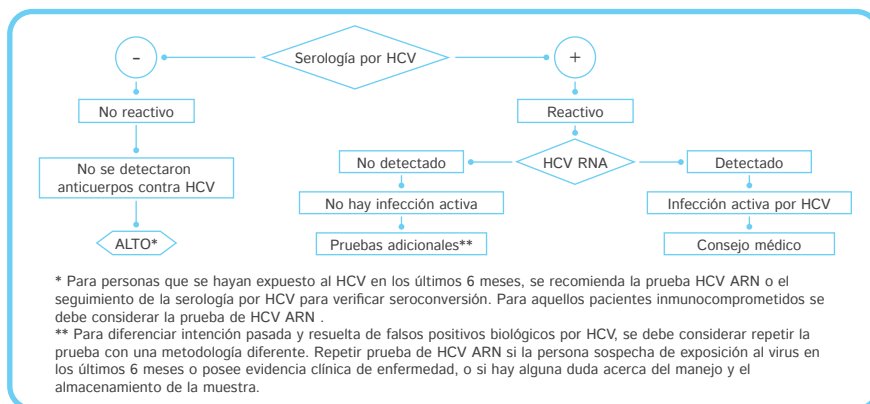 Serología por HCV
-
+
No reactivo
Reactivo
No se detectaron
anticuerpos contra HCV
No detectado
HCV RNA
Detectado
No hay infección activa
Infección activa por HCV
ALTO*
Pruebas adicionales**
Consejo médico
* Para personas que se hayan expuesto al HCV en los últimos 6 meses, se recomienda la prueba HCV ARN o el
seguimiento de la serología por HCV para verificar seroconversión. Para aquellos pacientes inmunocomprometidos se
debe considerar la prueba de HCV ARN .
** Para diferenciar intención pasada y resuelta de falsos positivos biológicos por HCV, se debe considerar repetir la
prueba con una metodología diferente. Repetir prueba de HCV ARN si la persona sospecha de exposición al virus en
los últimos 6 meses o posee evidencia clínica de enfermedad, o si hay alguna duda acerca del manejo y el
almacenamiento de la muestra.